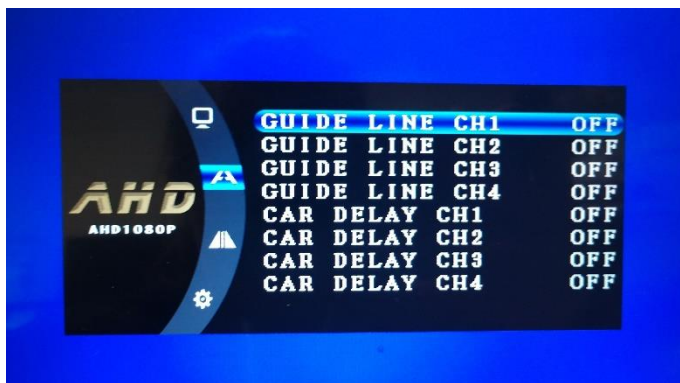 GUIDE LINE CH1 OFF
GUIDE LINE CH2 OFF
GUIDE LINE CH3 OFF
GUIDE LINE CH4 OFF
CAR DELAY CH1 OFF
CAR DELAY CH2 OFF
CAR DELAY CH3 OFF
CAR DELAY CH4 OFF
AHD
AHD1080P